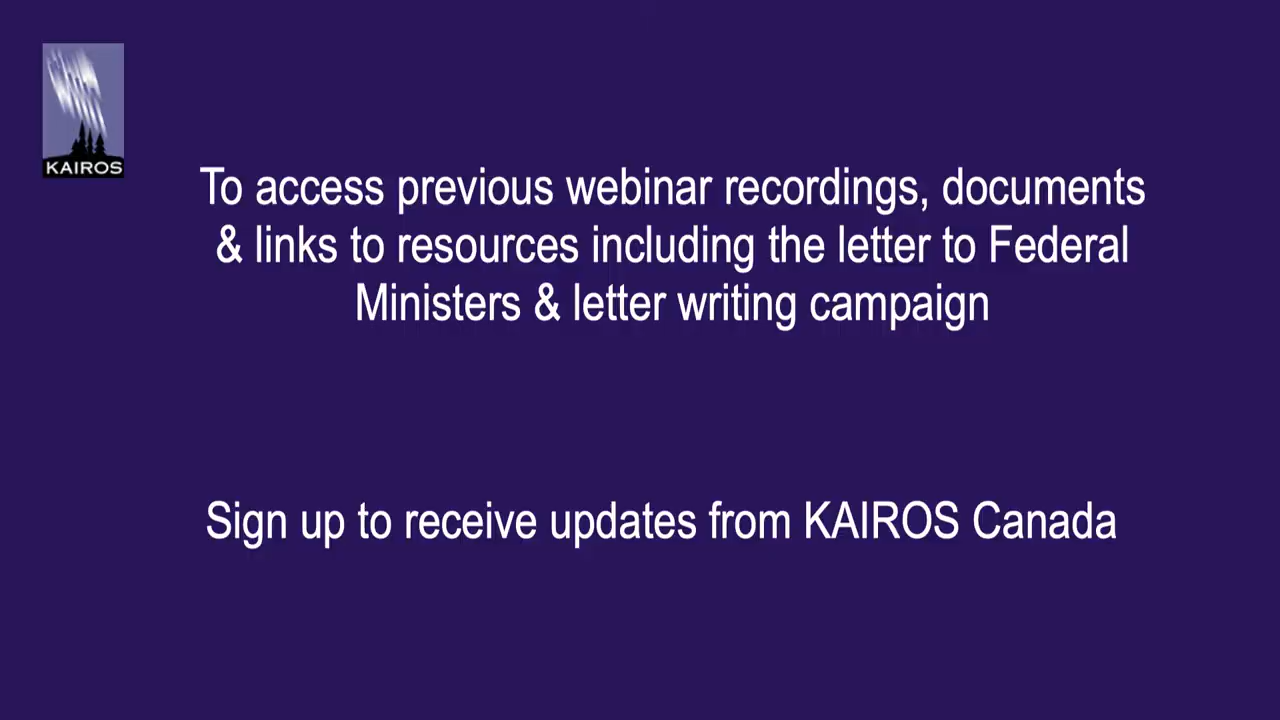 KAIROS
To access previous webinar recordings, documents
& links to resources including the letter to Federal
Ministers & letter writing campaign
Sign up to receive updates from KAIROS Canada